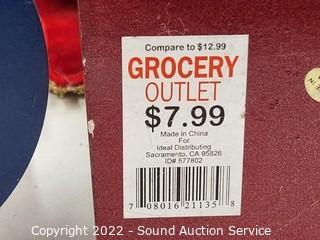 Compare to $12.99
GROCERY
OUTLET
$7.99
Made in China
For
Ideal Distributing
Sacramento, CA 95826
ID# 577802
7 08016 21135 8
Copyright 2022 - Sound Auction Service